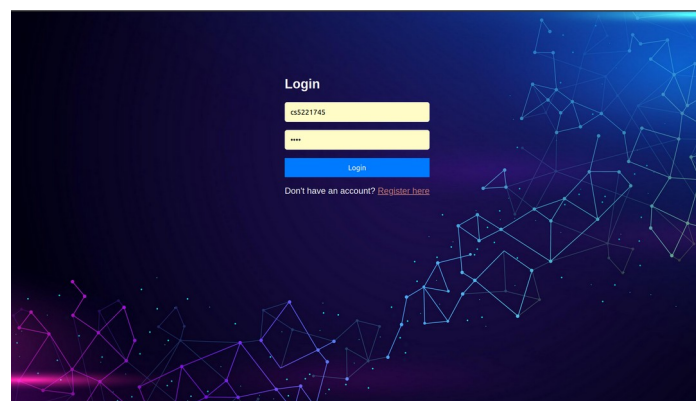 Login
cs5221745
••••
Login
Don't have an account? Register here